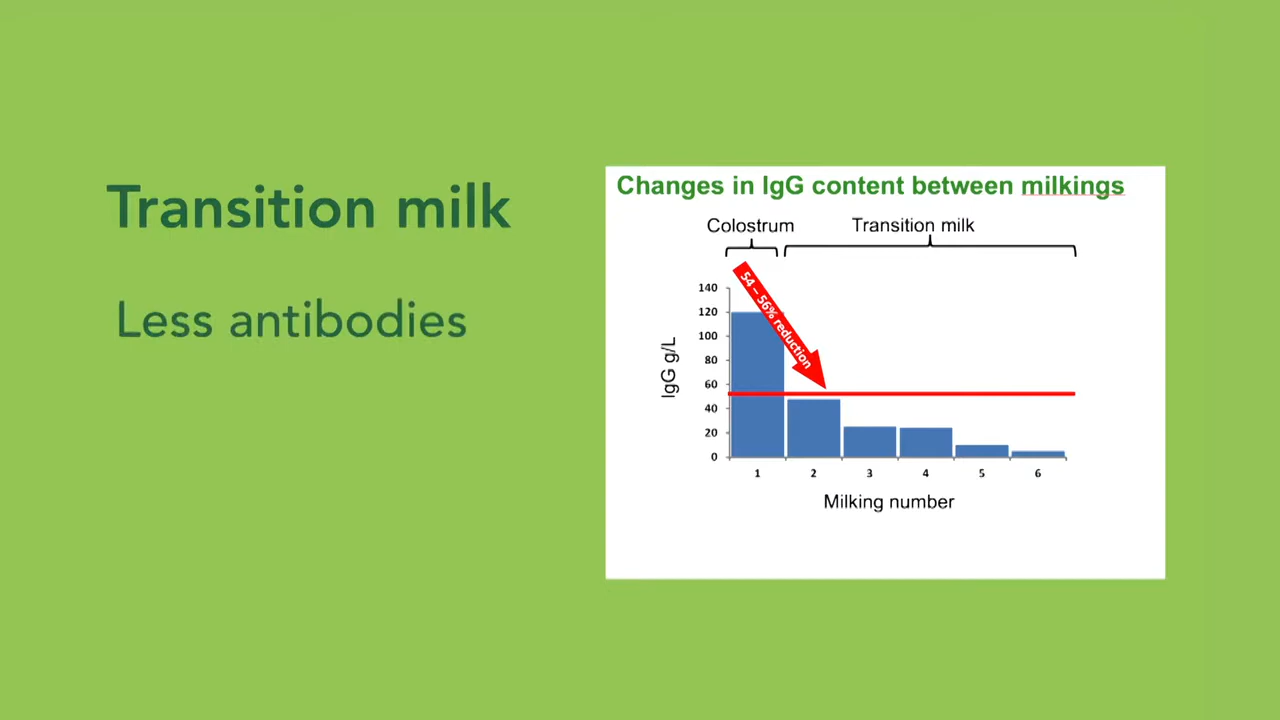 Transition milk
Less antibodies
Changes in IgG content between milkings
Colostrum
Transition milk
54 – 56% reduction
IgG g/L
140
120
100
80
60
40
20
0
1 2 3 4 5 6
Milking number